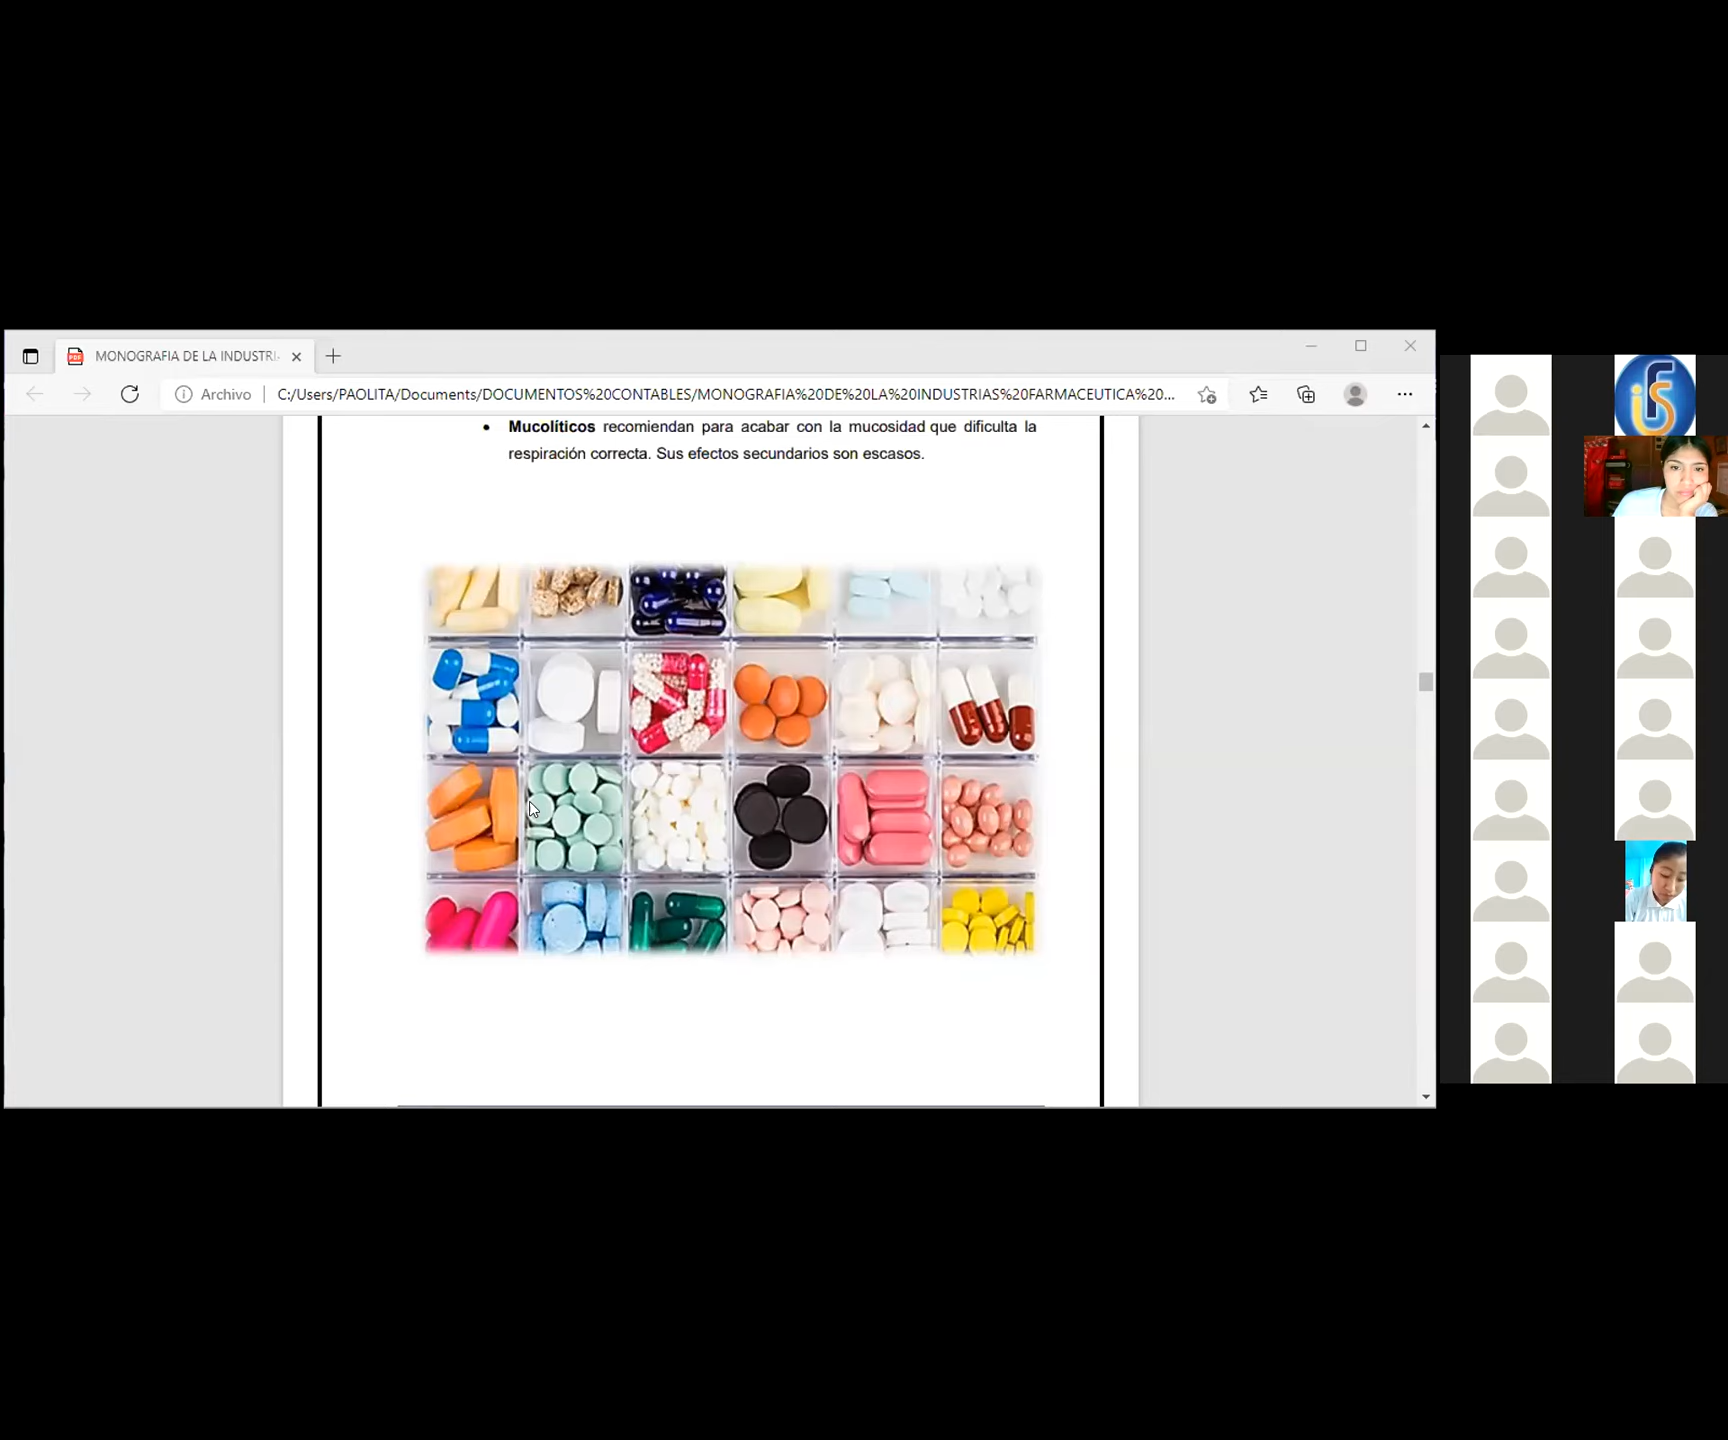 MONOGRAFIA DE LA INDUSTRI
Archivo
C:/Users/PAOLITA/Documents/DOCUMENTOS%20CONTABLES/MONOGRAFIA%20DE%20LA%20INDUSTRIAS%20FARMACEUTICA%20...
• Mucolíticos recomiendan para acabar con la mucosidad que dificulta la
respiración correcta. Sus efectos secundarios son escasos.